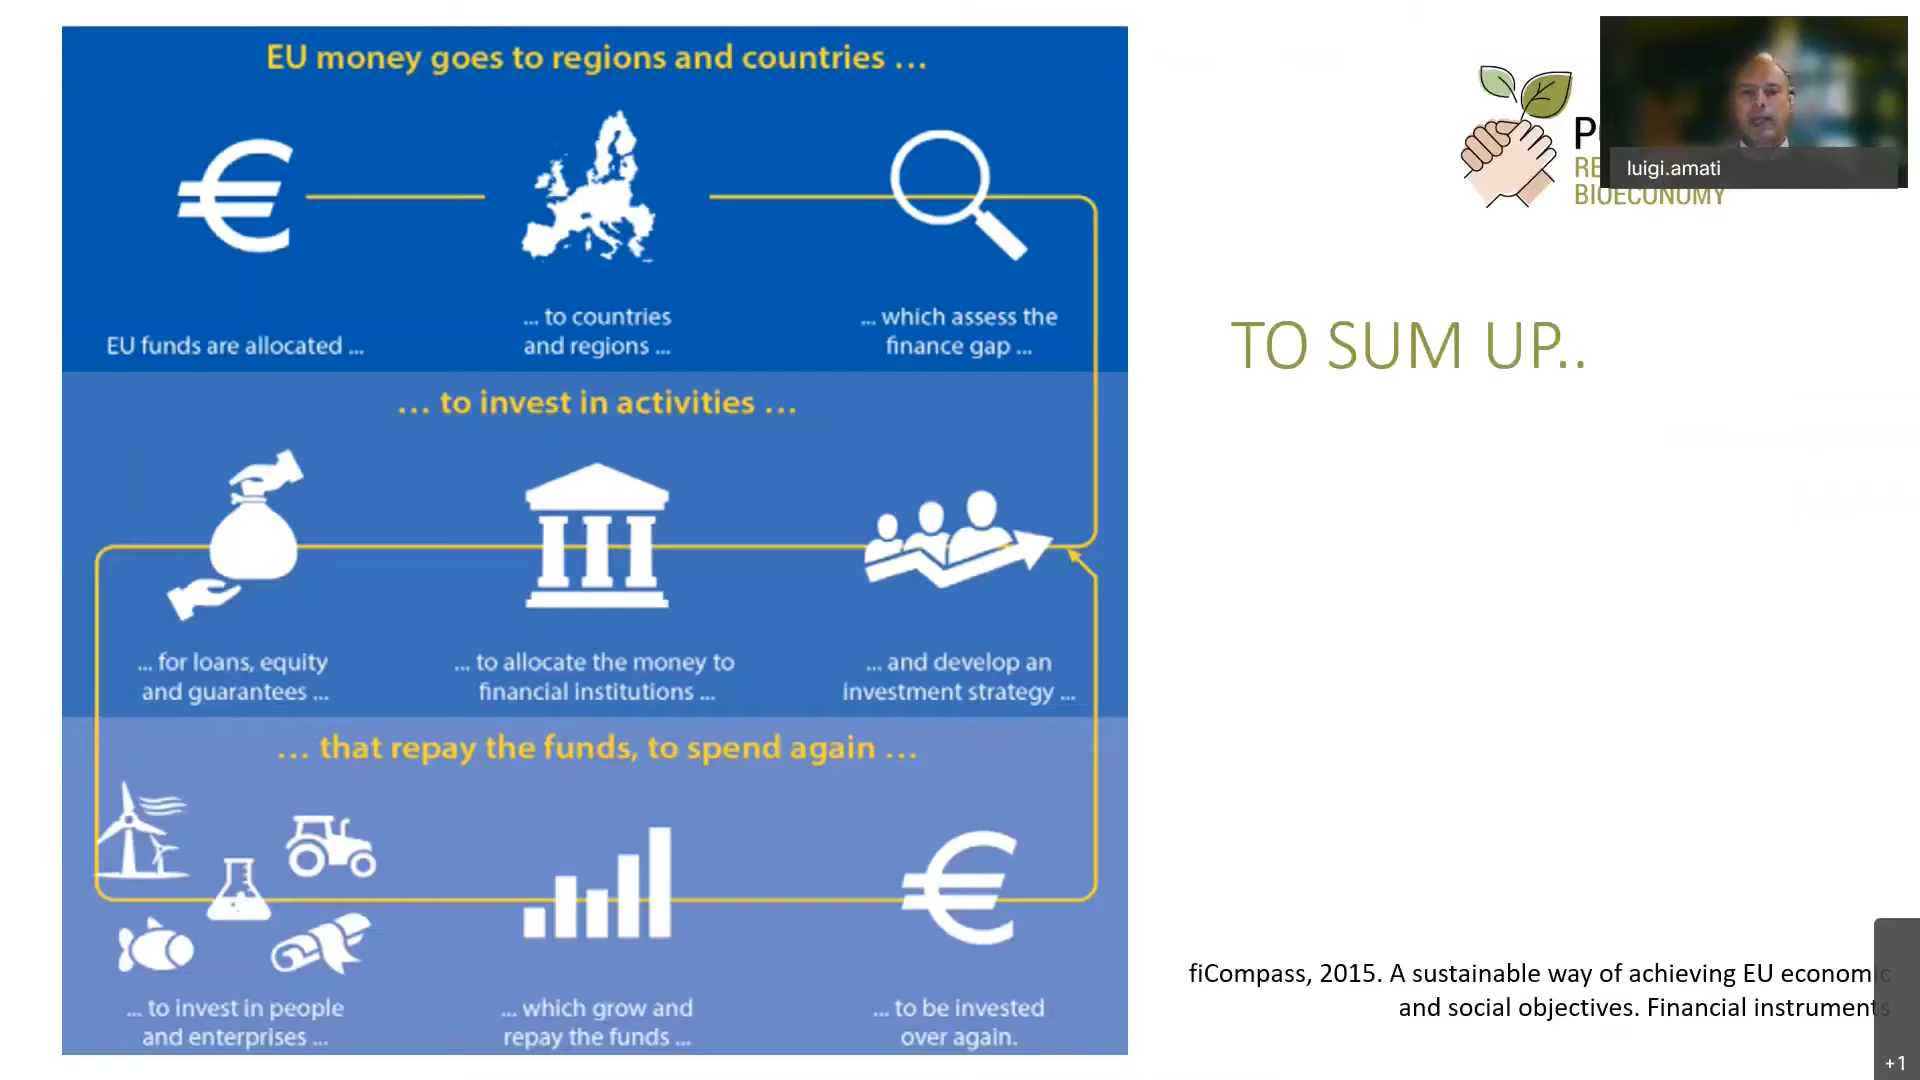 EU money goes to regions and countries ...
EU funds are allocated ...
... to countries
and regions ...
... which assess the
finance gap ...
... to invest in activities ...
... for loans, equity
and guarantees ...
... to allocate the money to
financial institutions ...
... and develop an
investment strategy ...
... that repay the funds, to spend again ...
... to invest in people
and enterprises ...
... which grow and
repay the funds ...
... to be invested
over again.
BIOECONOMY
luigi.amati
TO SUM UP..
fiCompass, 2015. A sustainable way of achieving EU economic
and social objectives. Financial instruments
+1